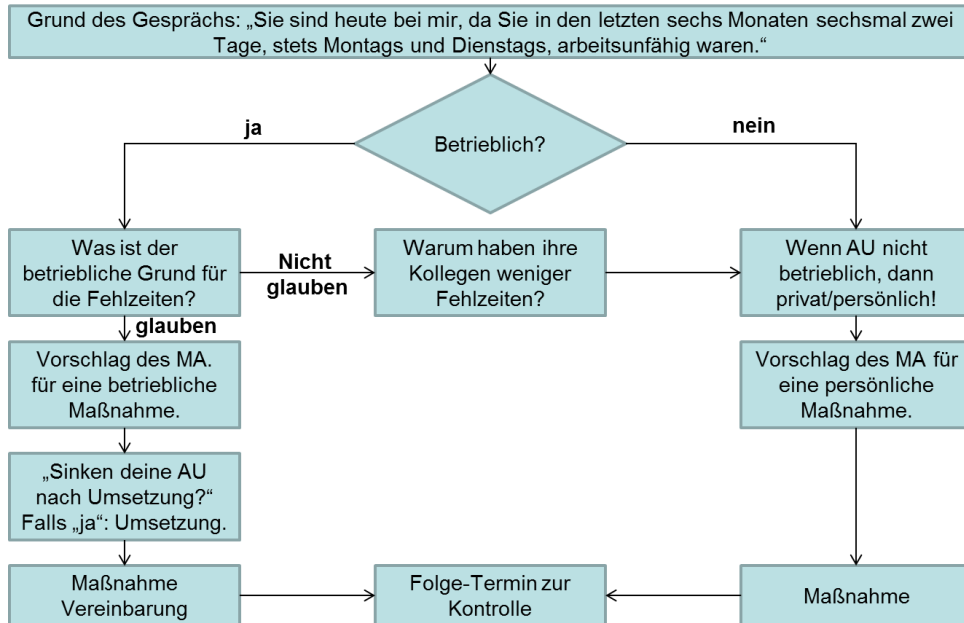 Grund des Gesprächs: „Sie sind heute bei mir, da Sie in den letzten sechs Monaten sechsmal zwei
Tage, stets Montags und Dienstags, arbeitsunfähig waren.“
ja
Betrieblich?
nein
Was ist der
betriebliche Grund für
die Fehlzeiten?
Nicht
glauben
Warum haben ihre
Kollegen weniger
Fehlzeiten?
Wenn AU nicht
betrieblich, dann
privat/persönlich!
glauben
Vorschlag des MA.
für eine betriebliche
Maßnahme.
Vorschlag des MA für
eine persönliche
Maßnahme.
„Sinken deine AU
nach Umsetzung?“
Falls „ja“: Umsetzung.
Maßnahme
Vereinbarung
Folge-Termin zur
Kontrolle
Maßnahme